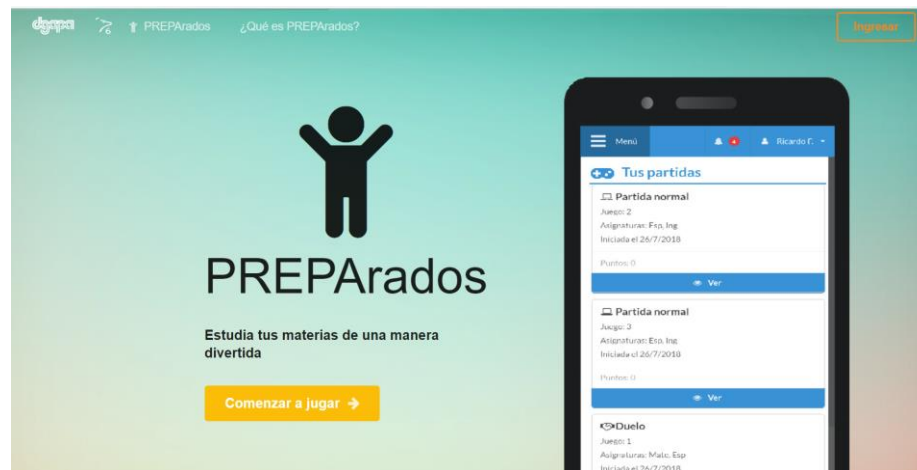 dgapa
PREPArados
¿Qué es PREPArados?
Ingresar
PREPArados
Estudia tus materias de una manera
divertida
Comenzar a jugar →
Menú
4
Ricardo F.
Tus partidas
Partida normal
Juego: 2
Asignaturas: Esp, Ing
Iniciada el 26/7/2018
Puntos: 0
Ver
Partida normal
Juego: 3
Asignaturas: Esp, Ing
Iniciada el 26/7/2018
Puntos: 0
Ver
Duelo
Juego: 1
Asignaturas: Mate, Esp
Iniciada el 26/7/2018